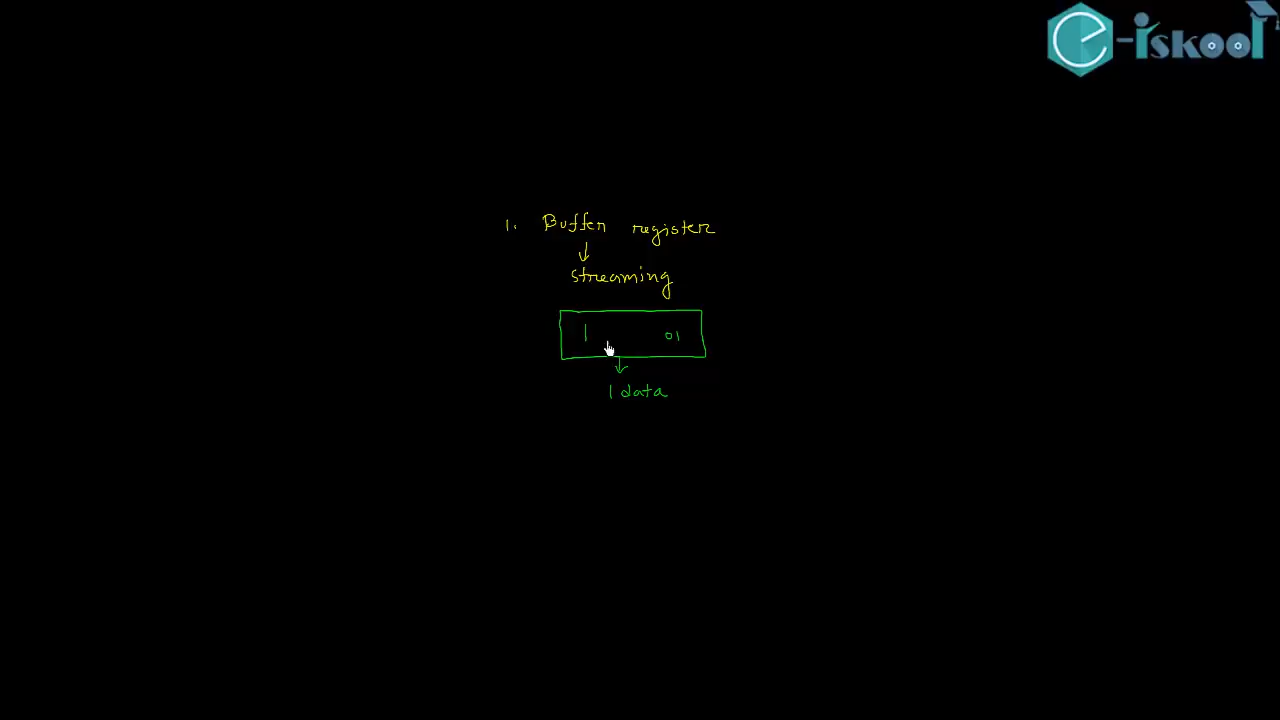 e-iskool
1. Buffer register
streaming
1 01
1 data